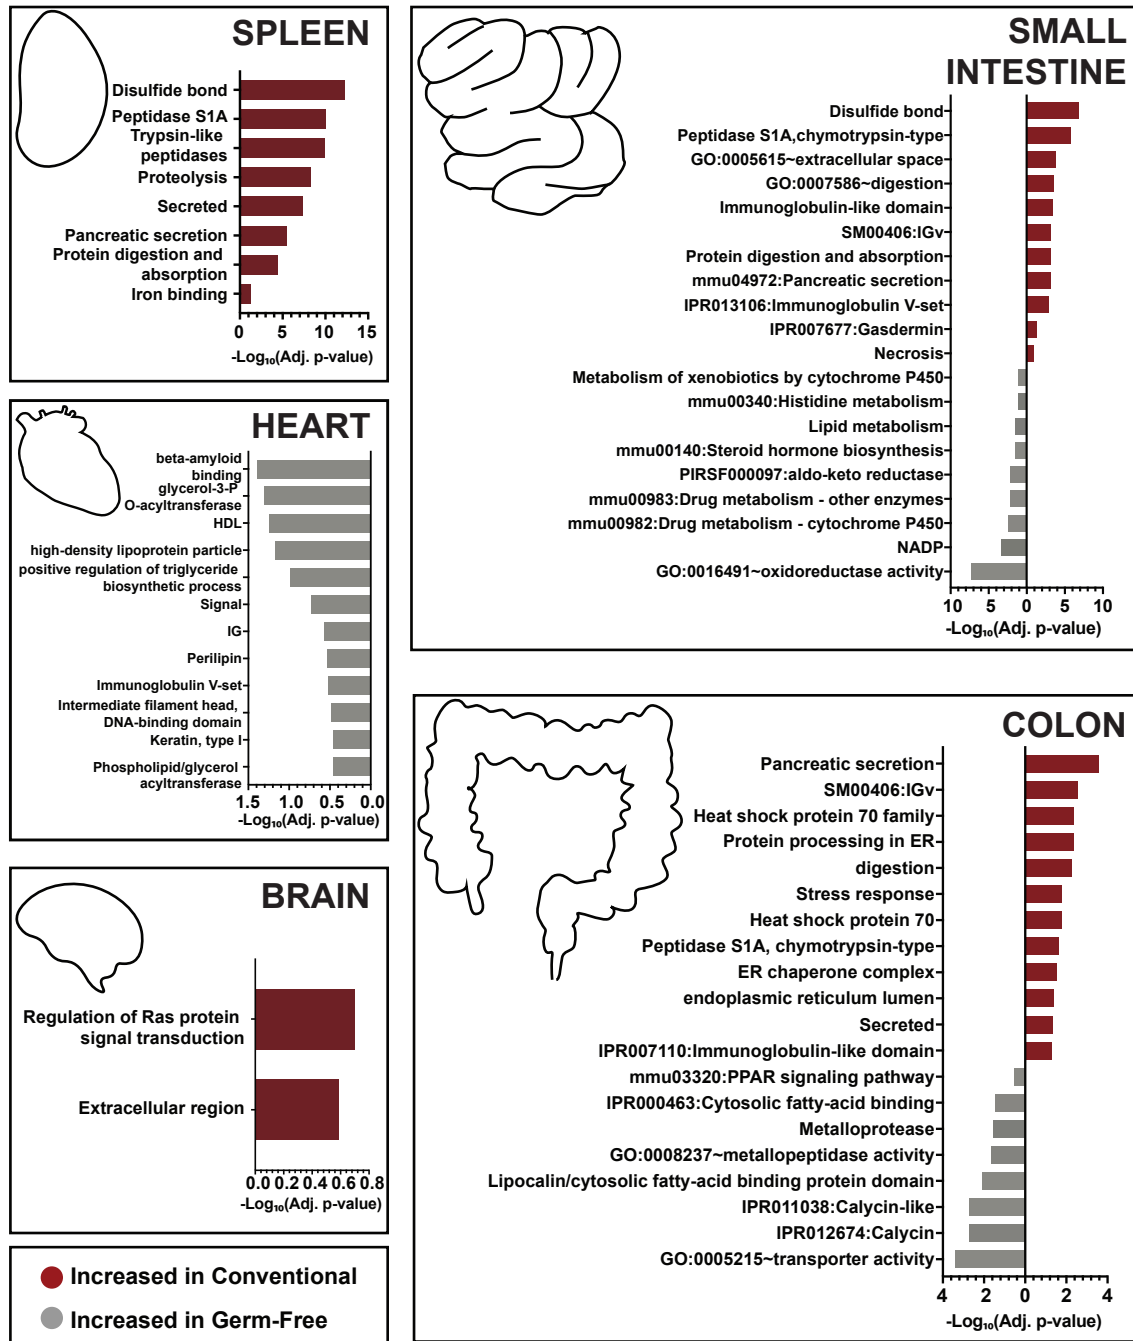 SPLEEN
Disulfide bond
Peptidase S1A
Trypsin-like
peptidases
Proteolysis
Secreted
Pancreatic secretion
Protein digestion and
absorption
Iron binding
0 5 10 15
-Log₁₀(Adj. p-value)
HEART
beta-amyloid
binding
glycerol-3-P
O-acyltransferase
HDL
high-density lipoprotein particle
positive regulation of triglyceride
biosynthetic process
Signal
IG
Perilipin
Immunoglobulin V-set
Intermediate filament head,
DNA-binding domain
Keratin, type I
Phospholipid/glycerol
acyltransferase
1.5 1.0 0.5 0.0
-Log₁₀(Adj. p-value)
BRAIN
Regulation of Ras protein
signal transduction
Extracellular region
0.0 0.2 0.4 0.6 0.8
-Log₁₀(Adj. p-value)
Increased in Conventional
Increased in Germ-Free
SMALL
INTESTINE
Disulfide bond
Peptidase S1A,chymotrypsin-type
GO:0005615~extracellular space
GO:0007586~digestion
Immunoglobulin-like domain
SM00406:IGv
Protein digestion and absorption
mmu04972:Pancreatic secretion
IPR013106:Immunoglobulin V-set
IPR007677:Gasdermin
Necrosis
Metabolism of xenobiotics by cytochrome P450
mmu00340:Histidine metabolism
Lipid metabolism
mmu00140:Steroid hormone biosynthesis
PIRSF000097:aldo-keto reductase
mmu00983:Drug metabolism - other enzymes
mmu00982:Drug metabolism - cytochrome P450
NADP
GO:0016491~oxidoreductase activity
10 5 0 5 10
-Log₁₀(Adj. p-value)
COLON
Pancreatic secretion
SM00406:IGv
Heat shock protein 70 family
Protein processing in ER
digestion
Stress response
Heat shock protein 70
Peptidase S1A, chymotrypsin-type
ER chaperone complex
endoplasmic reticulum lumen
Secreted
IPR007110:Immunoglobulin-like domain
mmu03320:PPAR signaling pathway
IPR000463:Cytosolic fatty-acid binding
Metalloprotease
GO:0008237~metallopeptidase activity
Lipocalin/cytosolic fatty-acid binding protein domain
IPR011038:Calycin-like
IPR012674:Calycin
GO:0005215~transporter activity
4 2 0 2 4
-Log₁₀(Adj. p-value)